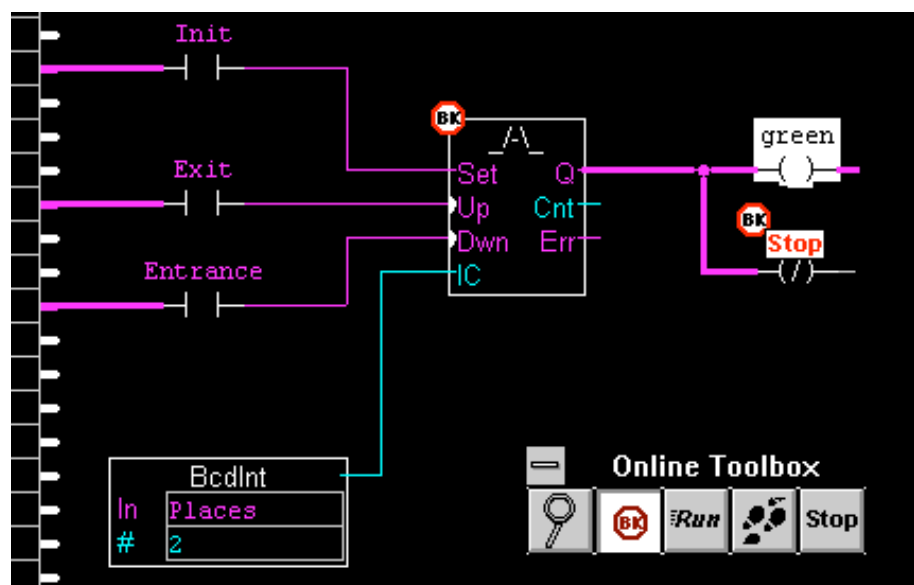 Init
BK
_/-\_
green
Exit
Set Q
Up Cnt
BK
Dwn Err
Stop
Entrance
IC
( / )
BcdInt
In Places
# 2
Online Toolbox
BK Run Stop